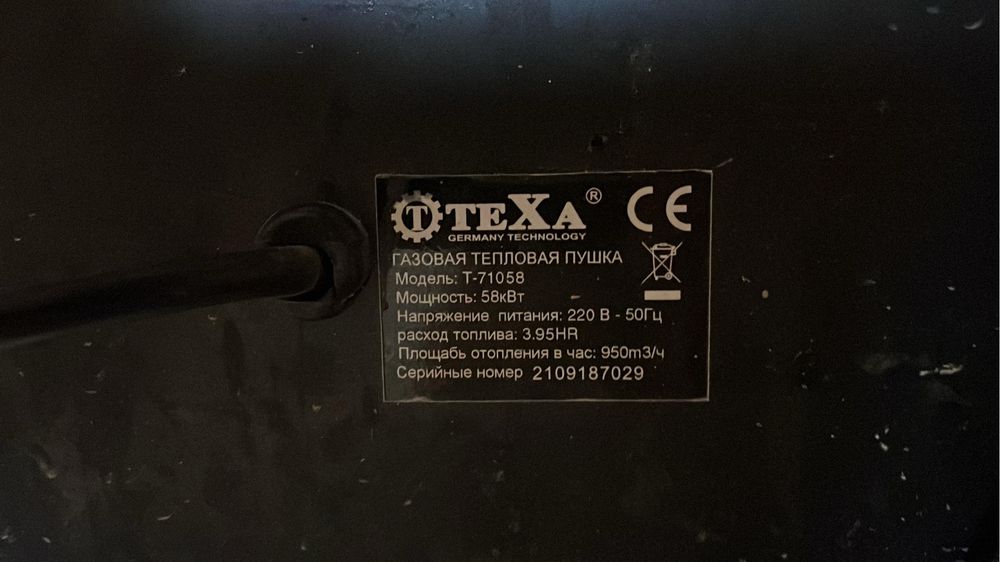 T TEXA ® CE
GERMANY TECHNOLOGY
ГАЗОВАЯ ТЕПЛОВАЯ ПУШКА
Модель: T-71058
Мощность: 58кВт
Напряжение питания: 220 В - 50Гц
расход топлива: 3.95HR
Площабь отопления в час: 950m3/ч
Серийные номер 2109187029